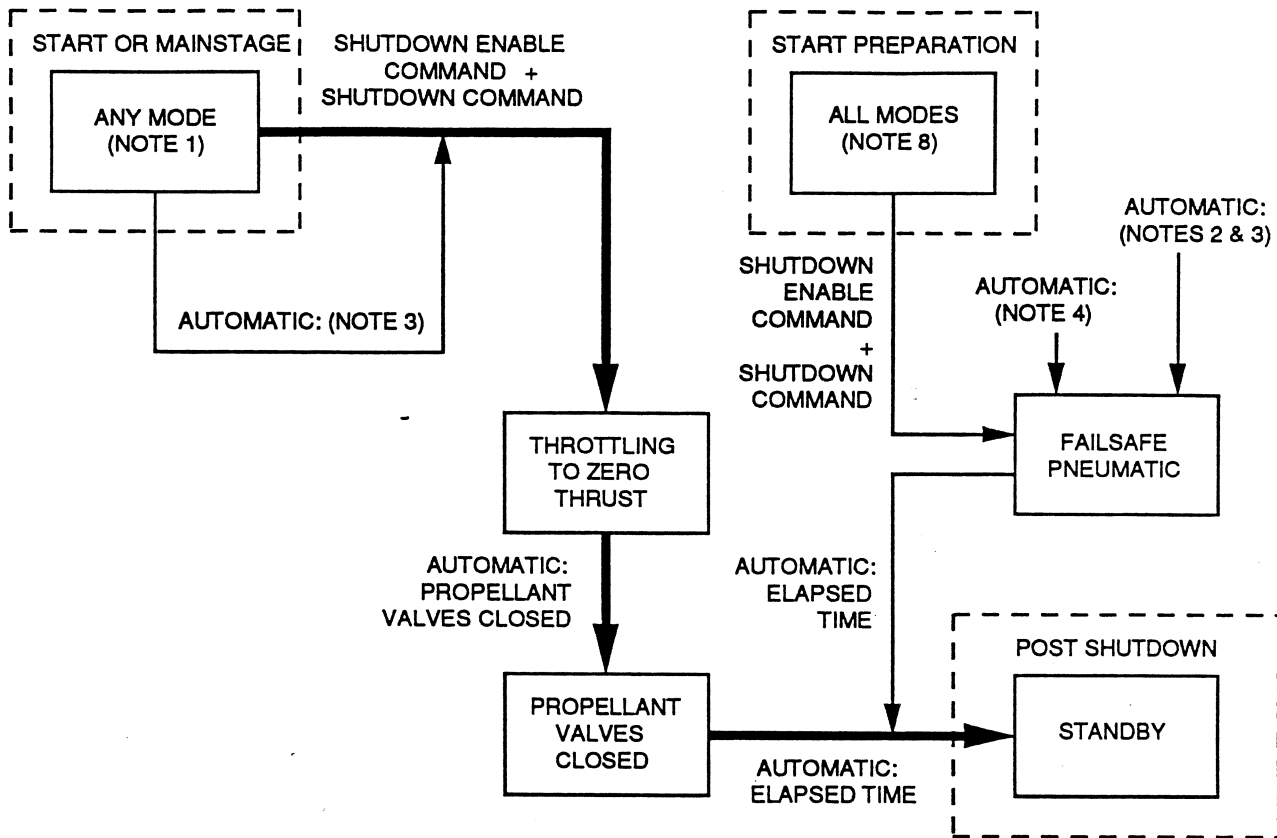 START OR MAINSTAGE
ANY MODE
(NOTE 1)
SHUTDOWN ENABLE
COMMAND +
SHUTDOWN COMMAND
AUTOMATIC: (NOTE 3)
START PREPARATION
ALL MODES
(NOTE 8)
SHUTDOWN
ENABLE
COMMAND
+
SHUTDOWN
COMMAND
AUTOMATIC:
(NOTE 4)
AUTOMATIC:
(NOTES 2 & 3)
THROTTLING
TO ZERO
THRUST
FAILSAFE
PNEUMATIC
AUTOMATIC:
PROPELLANT
VALVES CLOSED
AUTOMATIC:
ELAPSED
TIME
PROPELLANT
VALVES
CLOSED
AUTOMATIC:
ELAPSED TIME
POST SHUTDOWN
STANDBY